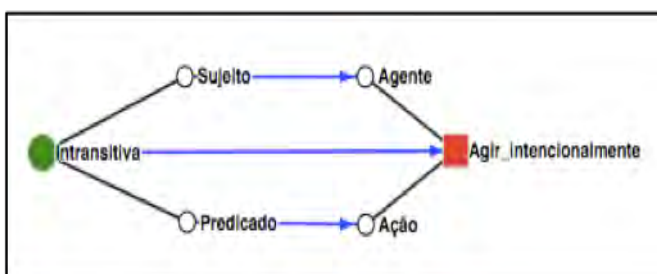 Sujeito Agente
Intransitiva Agir_intencionalmente
Predicado Ação